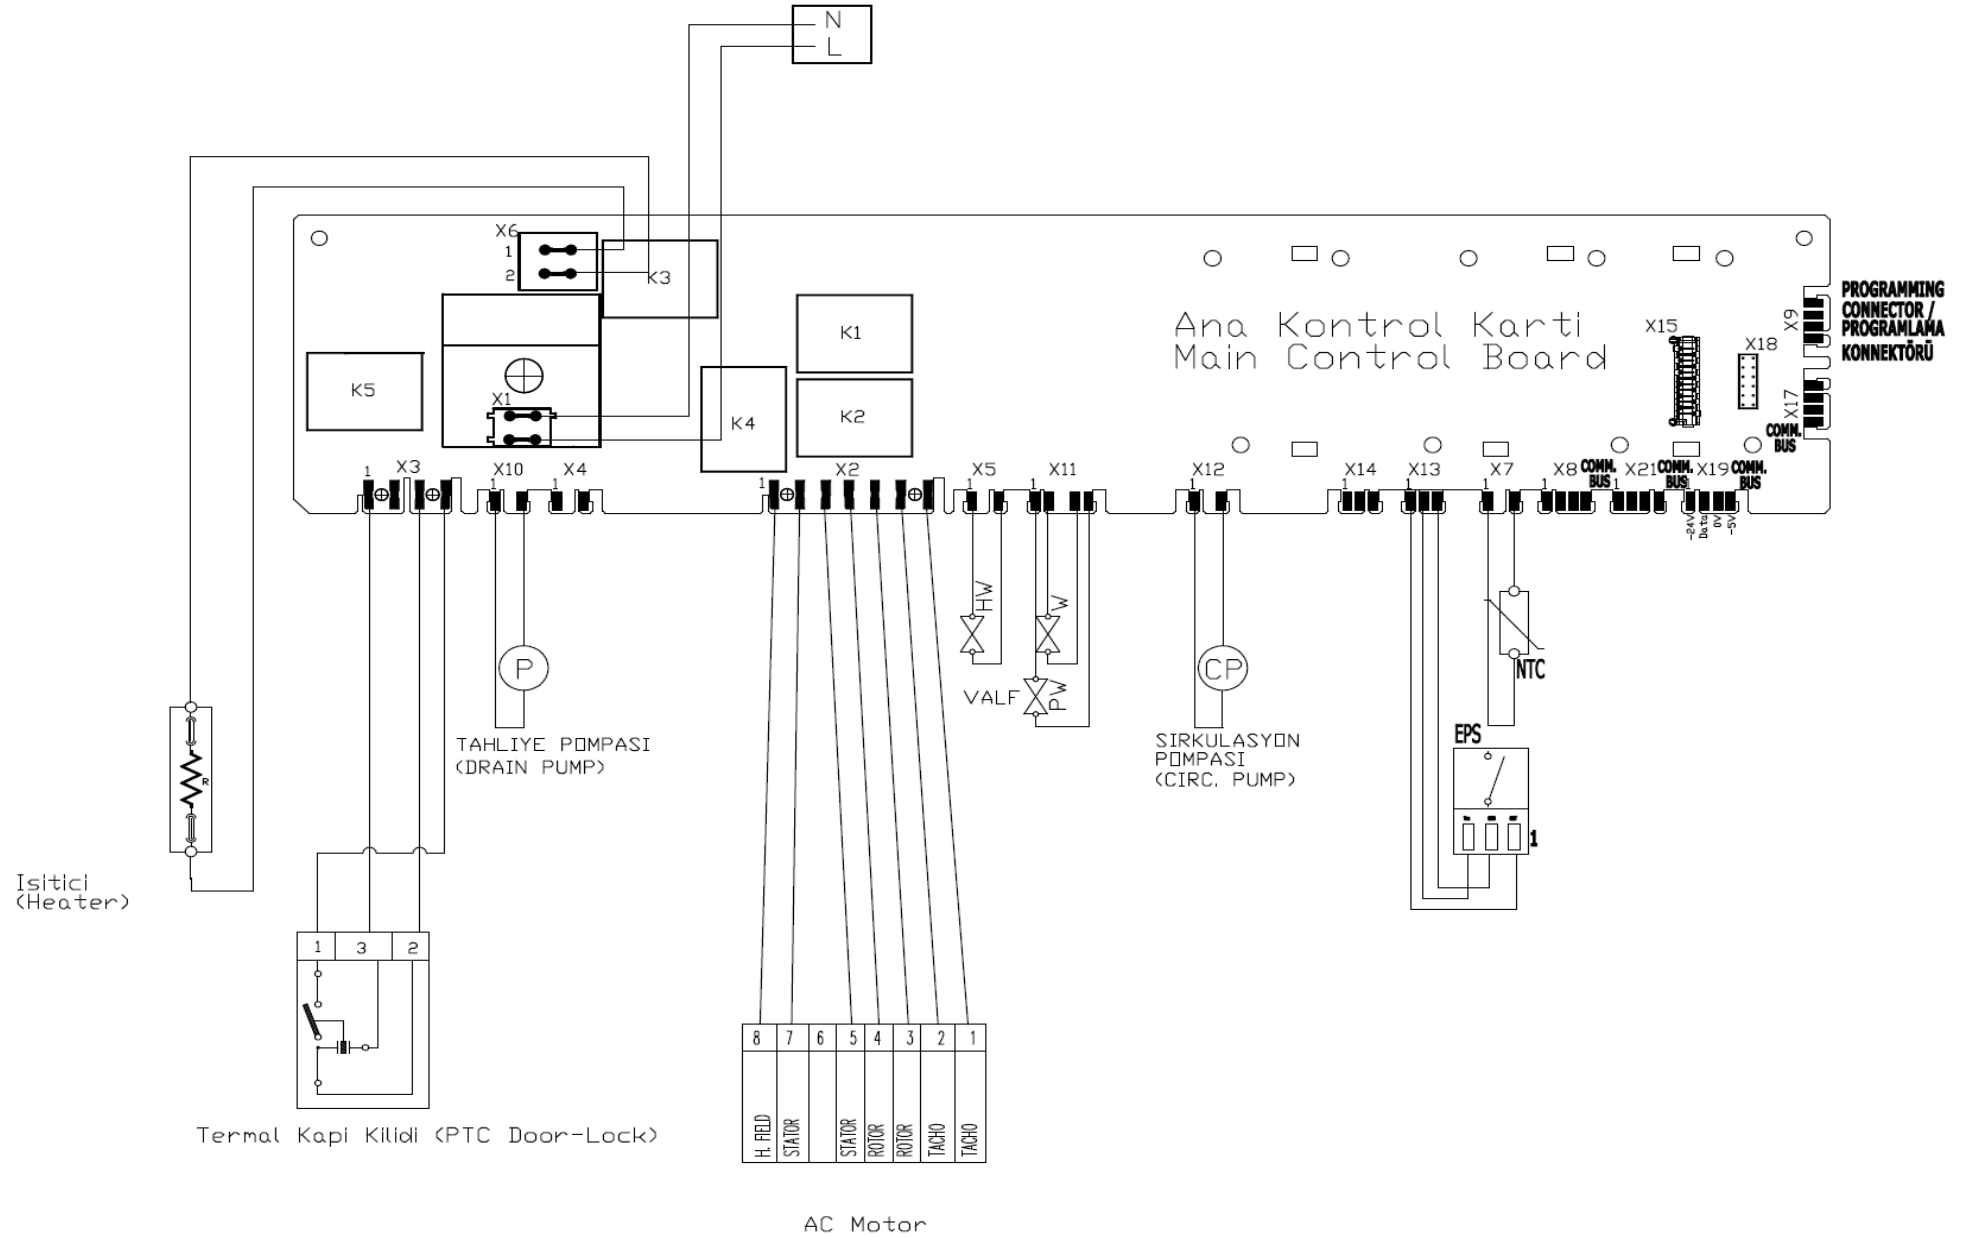 N
L
X6
1
2
K3
K1
Ana Kontrol Karti
Main Control Board
X15
X18
X9
PROGRAMMING
CONNECTOR /
PROGRAMLAMA
KONNEKTÖRÜ
K5
X1
K4
K2
X17
COMM.
BUS
1
X3
X10
1
X4
1
X2
1
X5
1
X11
1
X12
1
X14
1
X13
1
X7
1
X8
1
COMM.
BUS
X21
1
COMM.
BUS
X19
1
COMM.
BUS
-24V
Data
0V
-5V
HW
W
P
VALF
PW
CP
NTC
TAHLIYE POMPASI
(DRAIN PUMP)
SIRKULASYON
POMPASI
(CIRC. PUMP)
EPS
1
R
Isitici
(Heater)
1 3 2
8 7 6 5 4 3 2 1
H. FIELD
STATOR
STATOR
ROTOR
ROTOR
TACHO
TACHO
Termal Kapi Kilidi (PTC Door-Lock)
AC Motor